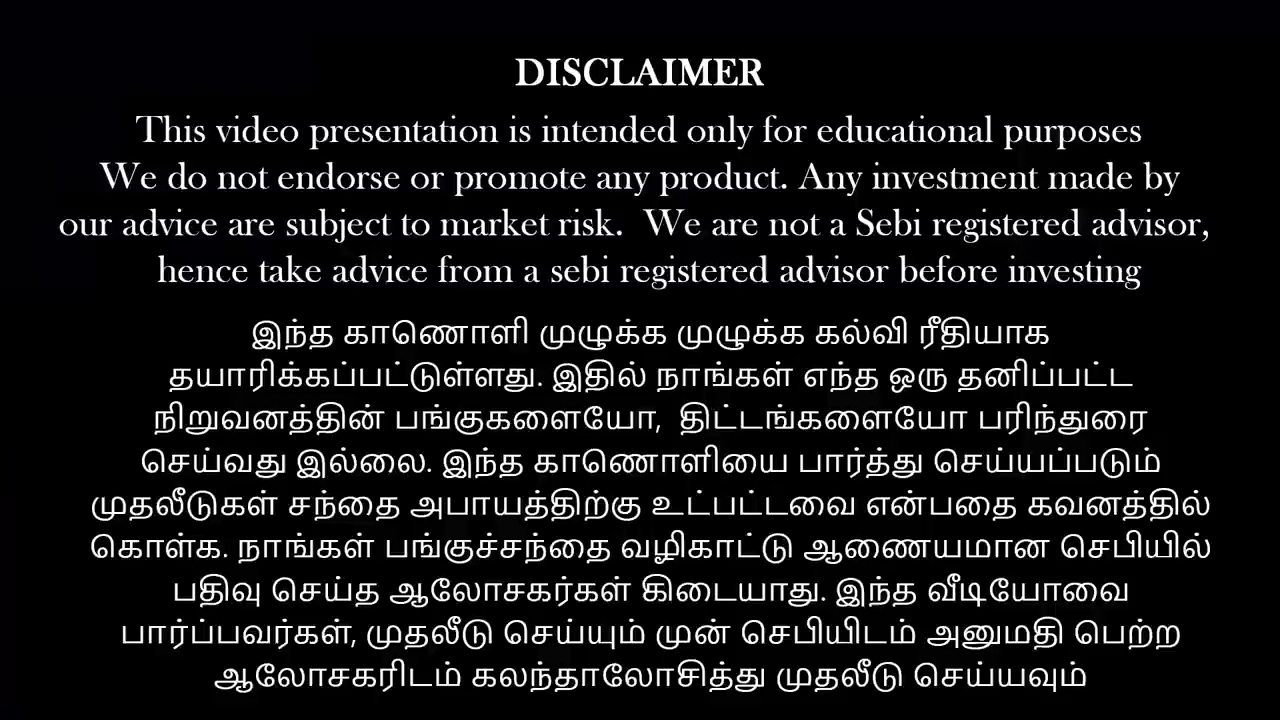 DISCLAIMER
This video presentation is intended only for educational purposes
We do not endorse or promote any product. Any investment made by
our advice are subject to market risk.  We are not a Sebi registered advisor,
hence take advice from a sebi registered advisor before investing
இந்த காணொளி முழுக்க முழுக்க கல்வி ரீதியாக
தயாரிக்கப்பட்டுள்ளது. இதில் நாங்கள் எந்த ஒரு தனிப்பட்ட
நிறுவனத்தின் பங்குகளையோ,  திட்டங்களையோ பரிந்துரை
செய்வது இல்லை. இந்த காணொளியை பார்த்து செய்யப்படும்
முதலீடுகள் சந்தை அபாயத்திற்கு உட்பட்டவை என்பதை கவனத்தில்
கொள்க. நாங்கள் பங்குச்சந்தை வழிகாட்டு ஆணையமான செபியில்
பதிவு செய்த ஆலோசகர்கள் கிடையாது. இந்த வீடியோவை
பார்ப்பவர்கள், முதலீடு செய்யும் முன் செபியிடம் அனுமதி பெற்ற
ஆலோசகரிடம் கலந்தாலோசித்து முதலீடு செய்யவும்